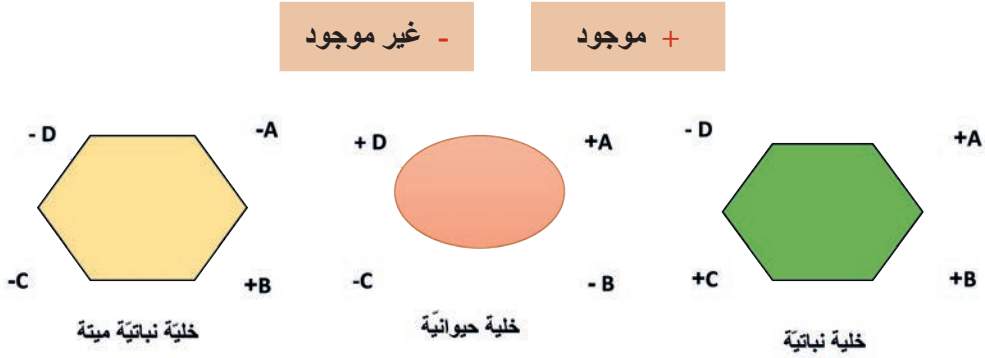 + موجود
- غير موجود
- D
-A
+ D
+A
- D
+A
-C
+B
-C
- B
+C
+B
خليّة نباتيّة ميتة
خلية حيوانيّة
خلية نباتيّة